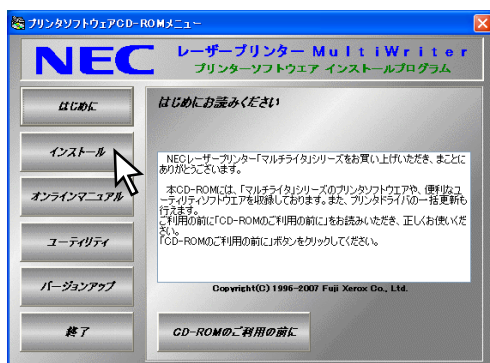 プリンタソフトウェアCD-ROMメニュー
NEC
レーザープリンター MultiWriter
プリンターソフトウエア インストールプログラム
はじめに
インストール
オンラインマニュアル
ユーティリティ
バージョンアップ
終了
はじめにお読みください
NECレーザープリンター「マルチライタ」シリーズをお買い上げいただき、まことに
ありがとうございます。
本CD-ROMには、「マルチライタ」シリーズのプリンタソフトウエアや、便利なユ
ーティリティソフトウエアを収録しております。また、プリンタドライバの一括更新も
行えます。
ご利用の前に「CD-ROMのご利用の前に」をお読みいただき、正しくお使いくだ
さい。
「CD-ROMのご利用の前に」ボタンをクリックしてください。
Copyright(C) 1996-2007 Fuji Xerox Co., Ltd.
CD-ROMのご利用の前に